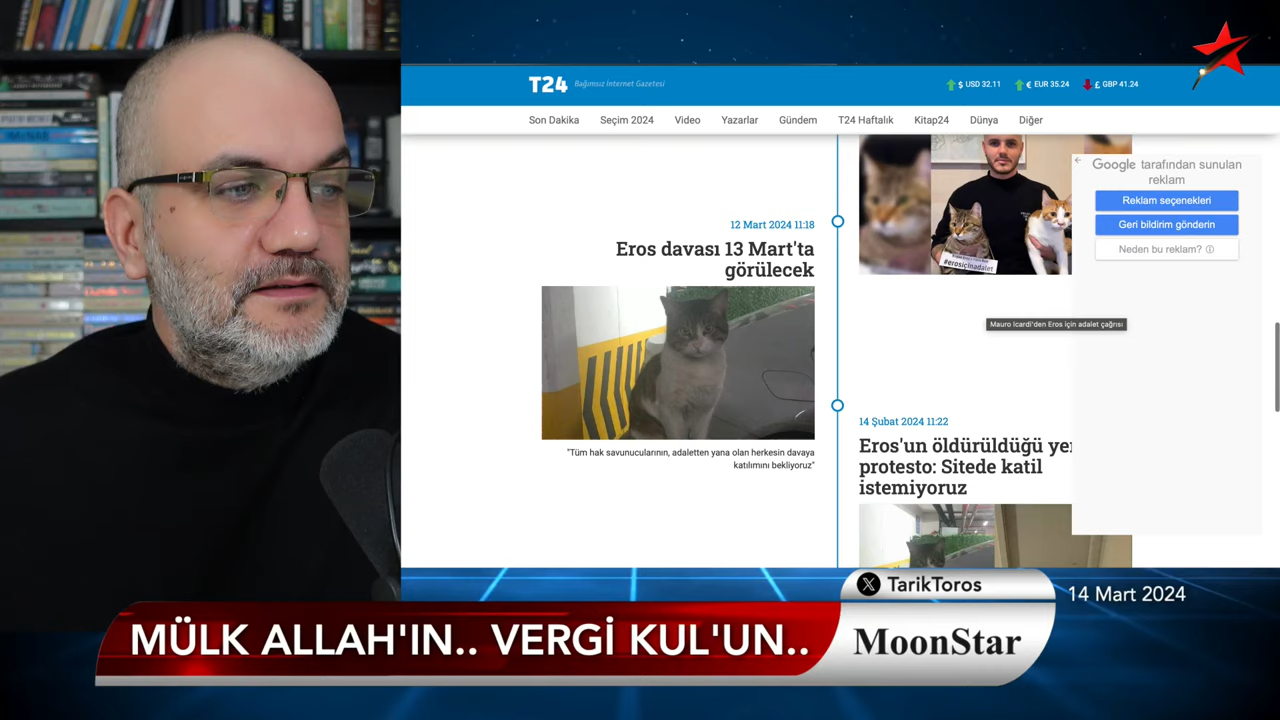 T24 Bağımsız İnternet Gazetesi
$ USD 32.11 € EUR 35.24 £ GBP 41.24
Son Dakika Seçim 2024 Video Yazarlar Gündem T24 Haftalık Kitap24 Dünya Diğer
#erosiçinadalet
Google tarafından sunulan
reklam
Reklam seçenekleri
Geri bildirim gönderin
Neden bu reklam?
12 Mart 2024 11:18
Eros davası 13 Mart'ta
görülecek
"Tüm hak savunucularının, adaletten yana olan herkesin davaya
katılımını bekliyoruz"
Mauro Icardi'den Eros için adalet çağrısı
14 Şubat 2024 11:22
Eros'un öldürüldüğü yer
protesto: Sitede katil
istemiyoruz
X TarikToros
14 Mart 2024
MÜLK ALLAH'IN.. VERGİ KUL'UN..
MoonStar